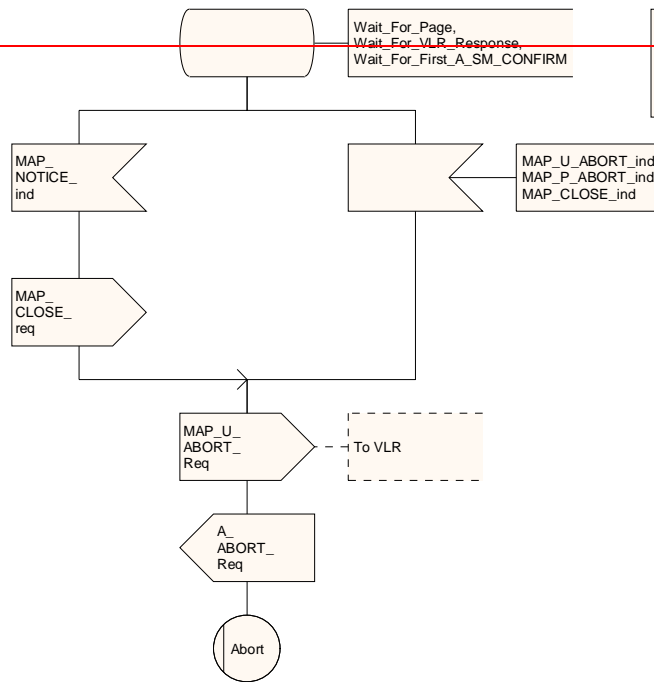 Wait_For_Page,
Wait_For_VLR_Response,
Wait_For_First_A_SM_CONFIRM
MAP_
NOTICE_
ind
MAP_U_ABORT_ind
MAP_P_ABORT_ind
MAP_CLOSE_ind
MAP_
CLOSE_
req
MAP_U_
ABORT_
Req
To VLR
A_
ABORT_
Req
Abort